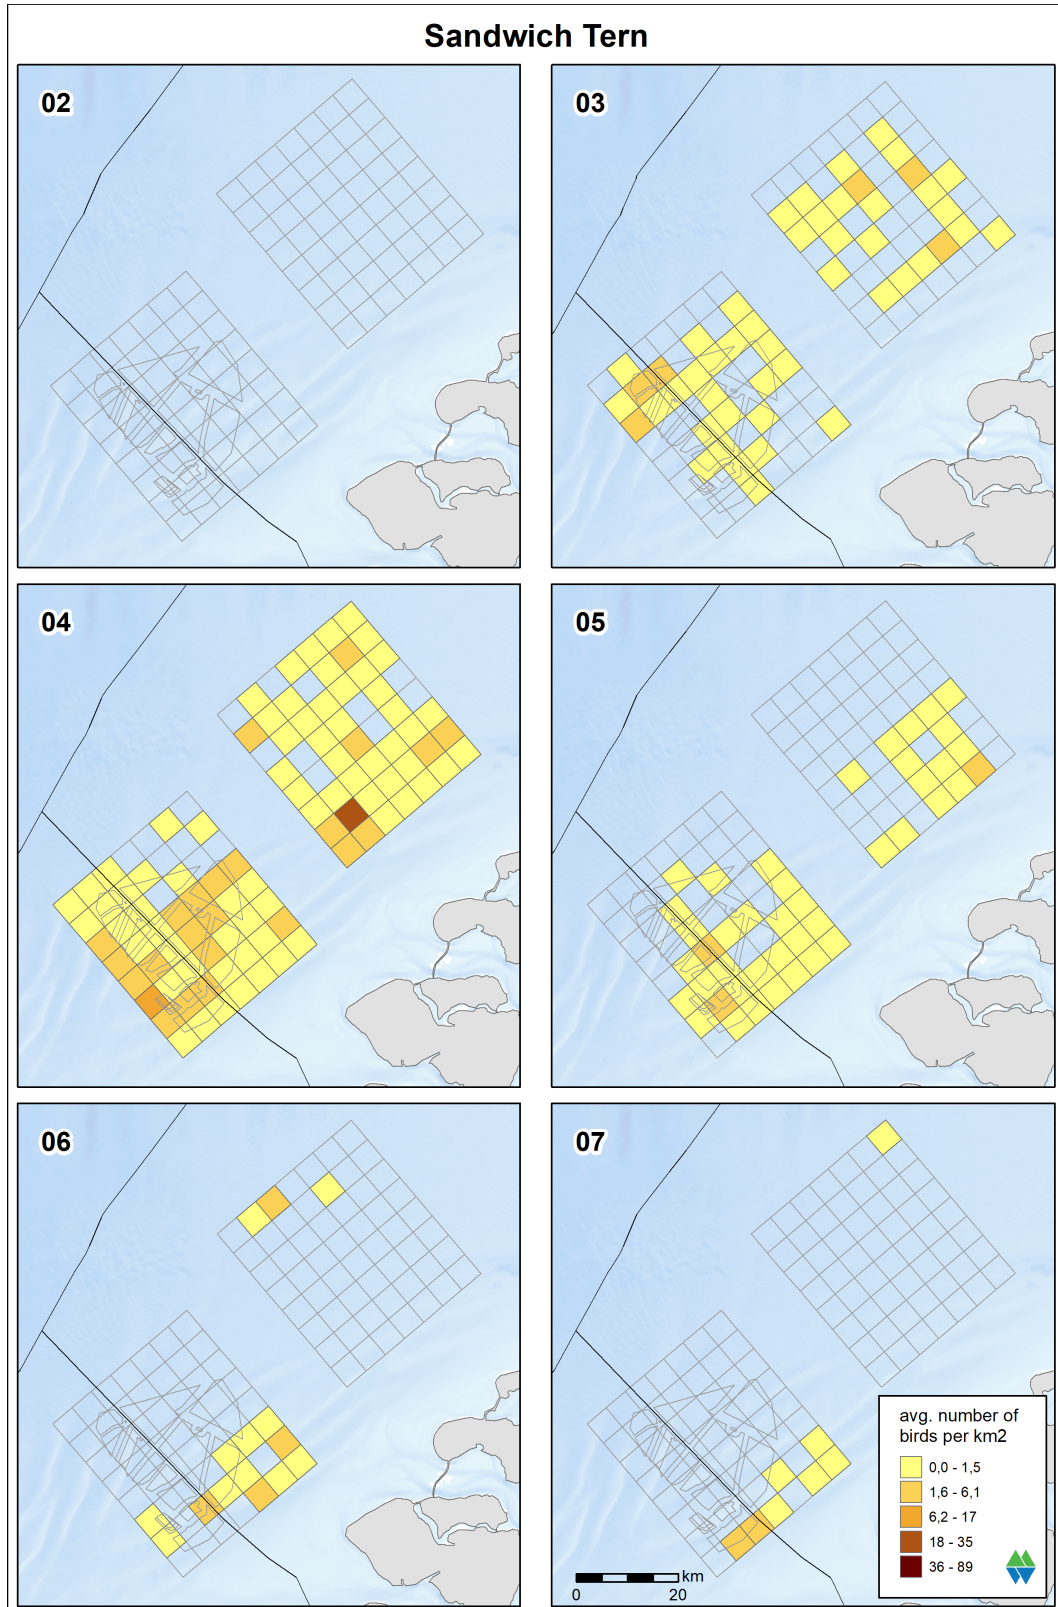 Sandwich Tern
02
03
04
05
06
07
avg. number of
birds per km2
0,0 - 1,5
1,6 - 6,1
6,2 - 17
18 - 35
36 - 89
km
0 20